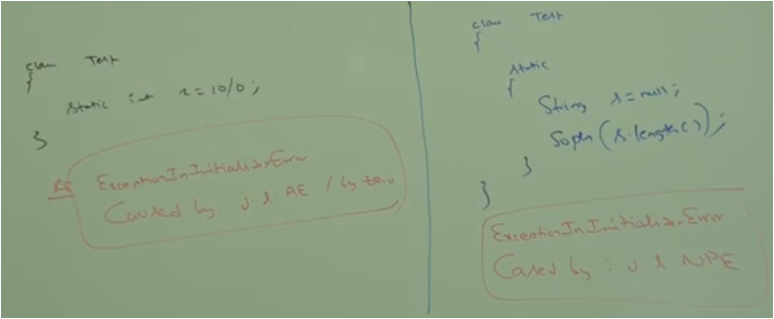 class Test
{
static int x = 10/0;
}
RE: ExceptionInInitializerError
Caused by j.l.AE / by zero
class Test
{
static
{
String s=null;
Sopln(s.length());
}
}
ExceptionInInitializerError
Caused by : j.l.NPE